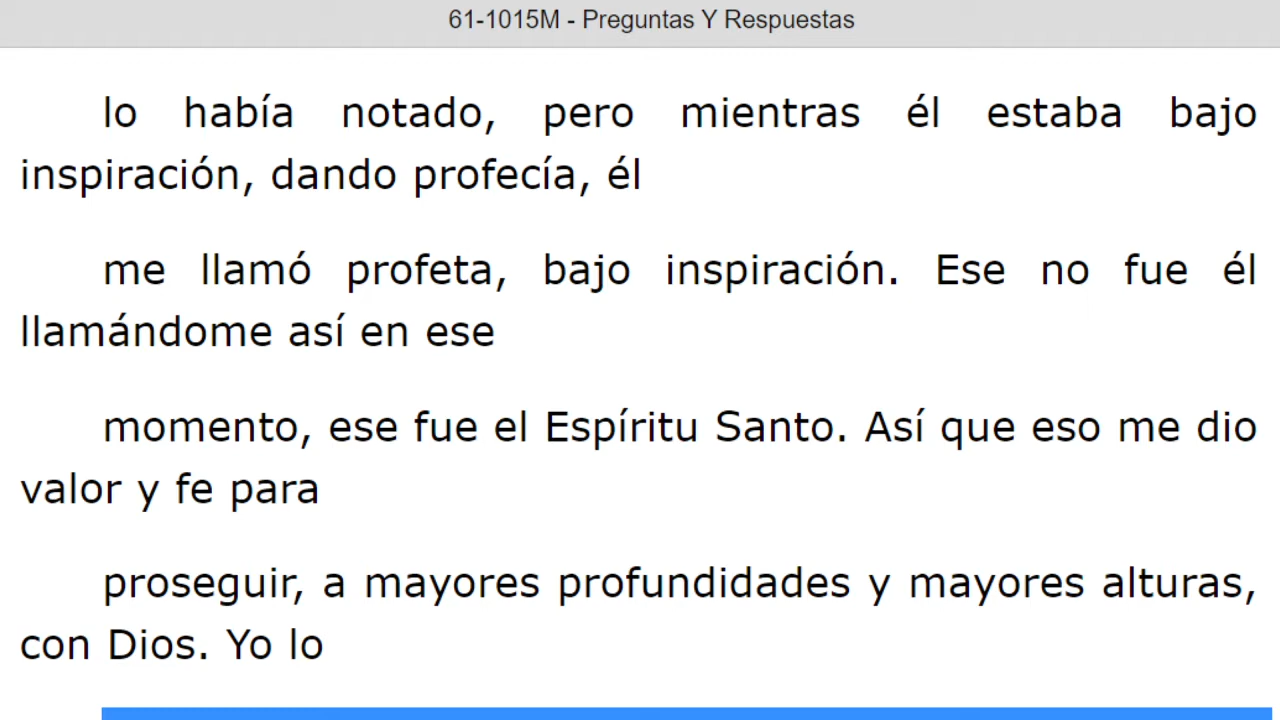 61-1015M - Preguntas Y Respuestas
lo había notado, pero mientras él estaba bajo
inspiración, dando profecía, él
me llamó profeta, bajo inspiración. Ese no fue él
llamándome así en ese
momento, ese fue el Espíritu Santo. Así que eso me dio
valor y fe para
proseguir, a mayores profundidades y mayores alturas,
con Dios. Yo lo